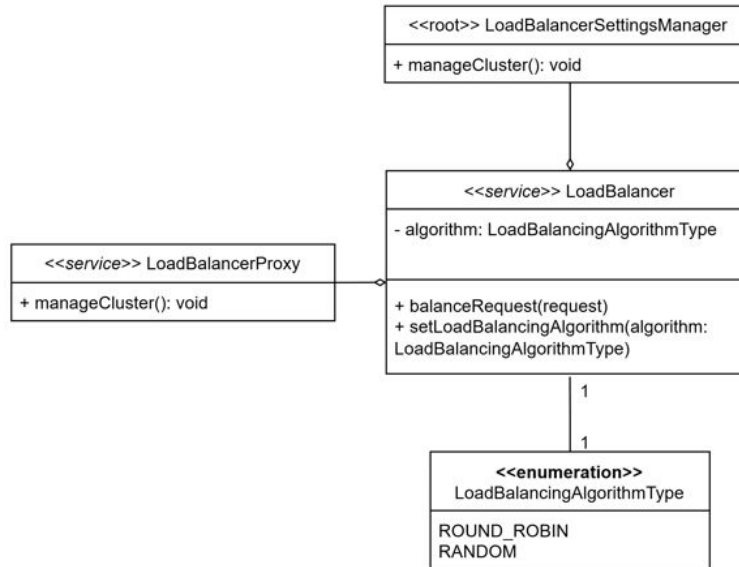 <<root>> LoadBalancerSettingsManager
+ manageCluster(): void
<<service>> LoadBalancer
- algorithm: LoadBalancingAlgorithmType
<<service>> LoadBalancerProxy
+ manageCluster(): void
+ balanceRequest(request)
+ setLoadBalancingAlgorithm(algorithm:
LoadBalancingAlgorithmType)
1
1
<<enumeration>>
LoadBalancingAlgorithmType
ROUND_ROBIN
RANDOM